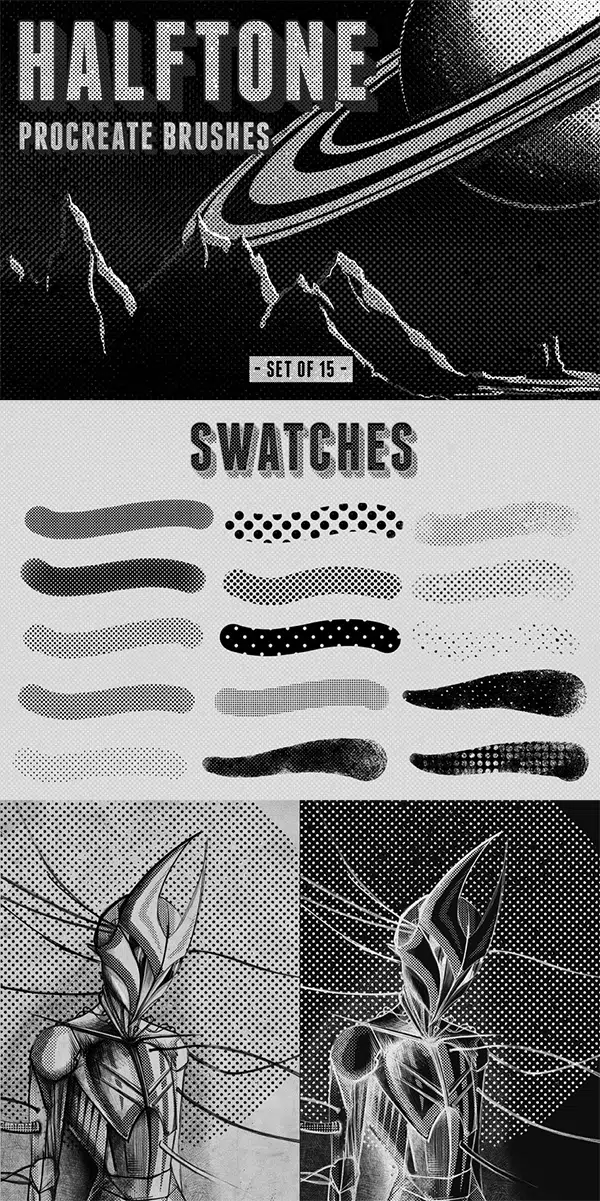 HALFTONE
PROCREATE BRUSHES
- SET OF 15 -
SWATCHES